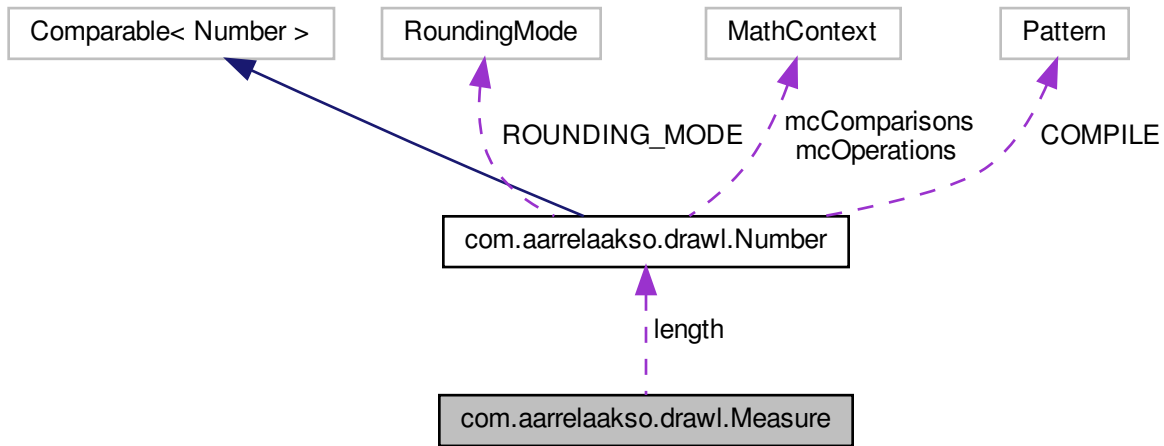 Comparable< Number >
RoundingMode
MathContext
Pattern
ROUNDING_MODE
mcComparisons
mcOperations
COMPILE
com.aarrelaakso.drawl.Number
length
com.aarrelaakso.drawl.Measure